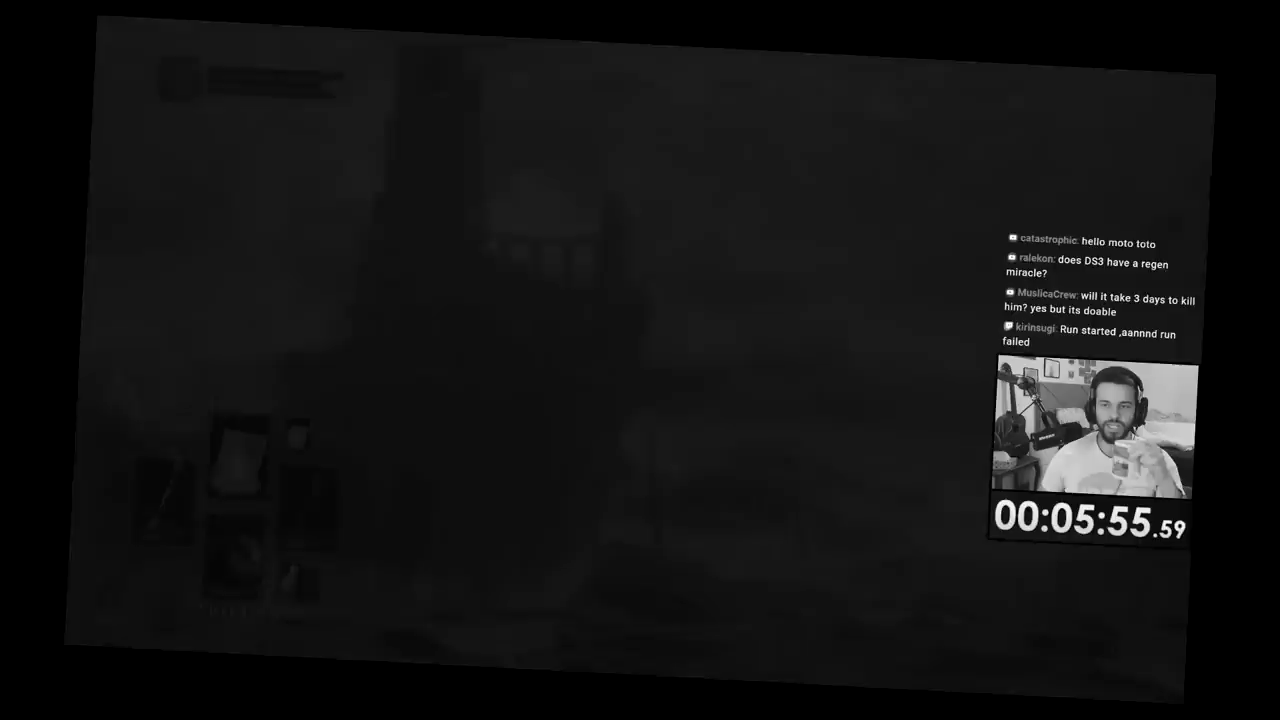 catastrophic: hello moto toto
ralekon: does DS3 have a regen
miracle?
MuslicaCrew: will it take 3 days to kill
him? yes but its doable
kirinsugi: Run started ,aannnd run
failed
00:05:55.59